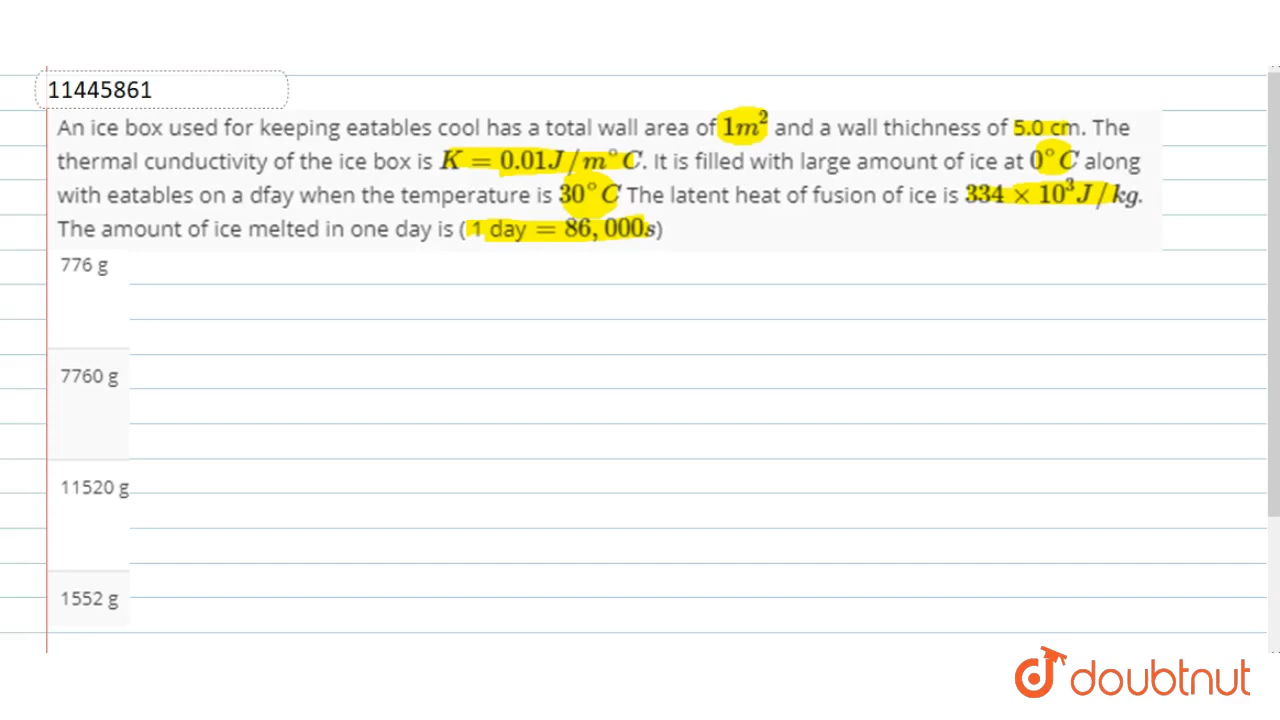 11445861
An ice box used for keeping eatables cool has a total wall area of 1m² and a wall thichness of 5.0 cm. The
thermal cunductivity of the ice box is K = 0.01J/m°C. It is filled with large amount of ice at 0°C along
with eatables on a dfay when the temperature is 30°C The latent heat of fusion of ice is 334 × 10³J/kg.
The amount of ice melted in one day is ( 1 day = 86,000s)
776 g
7760 g
11520 g
1552 g
doubtnut